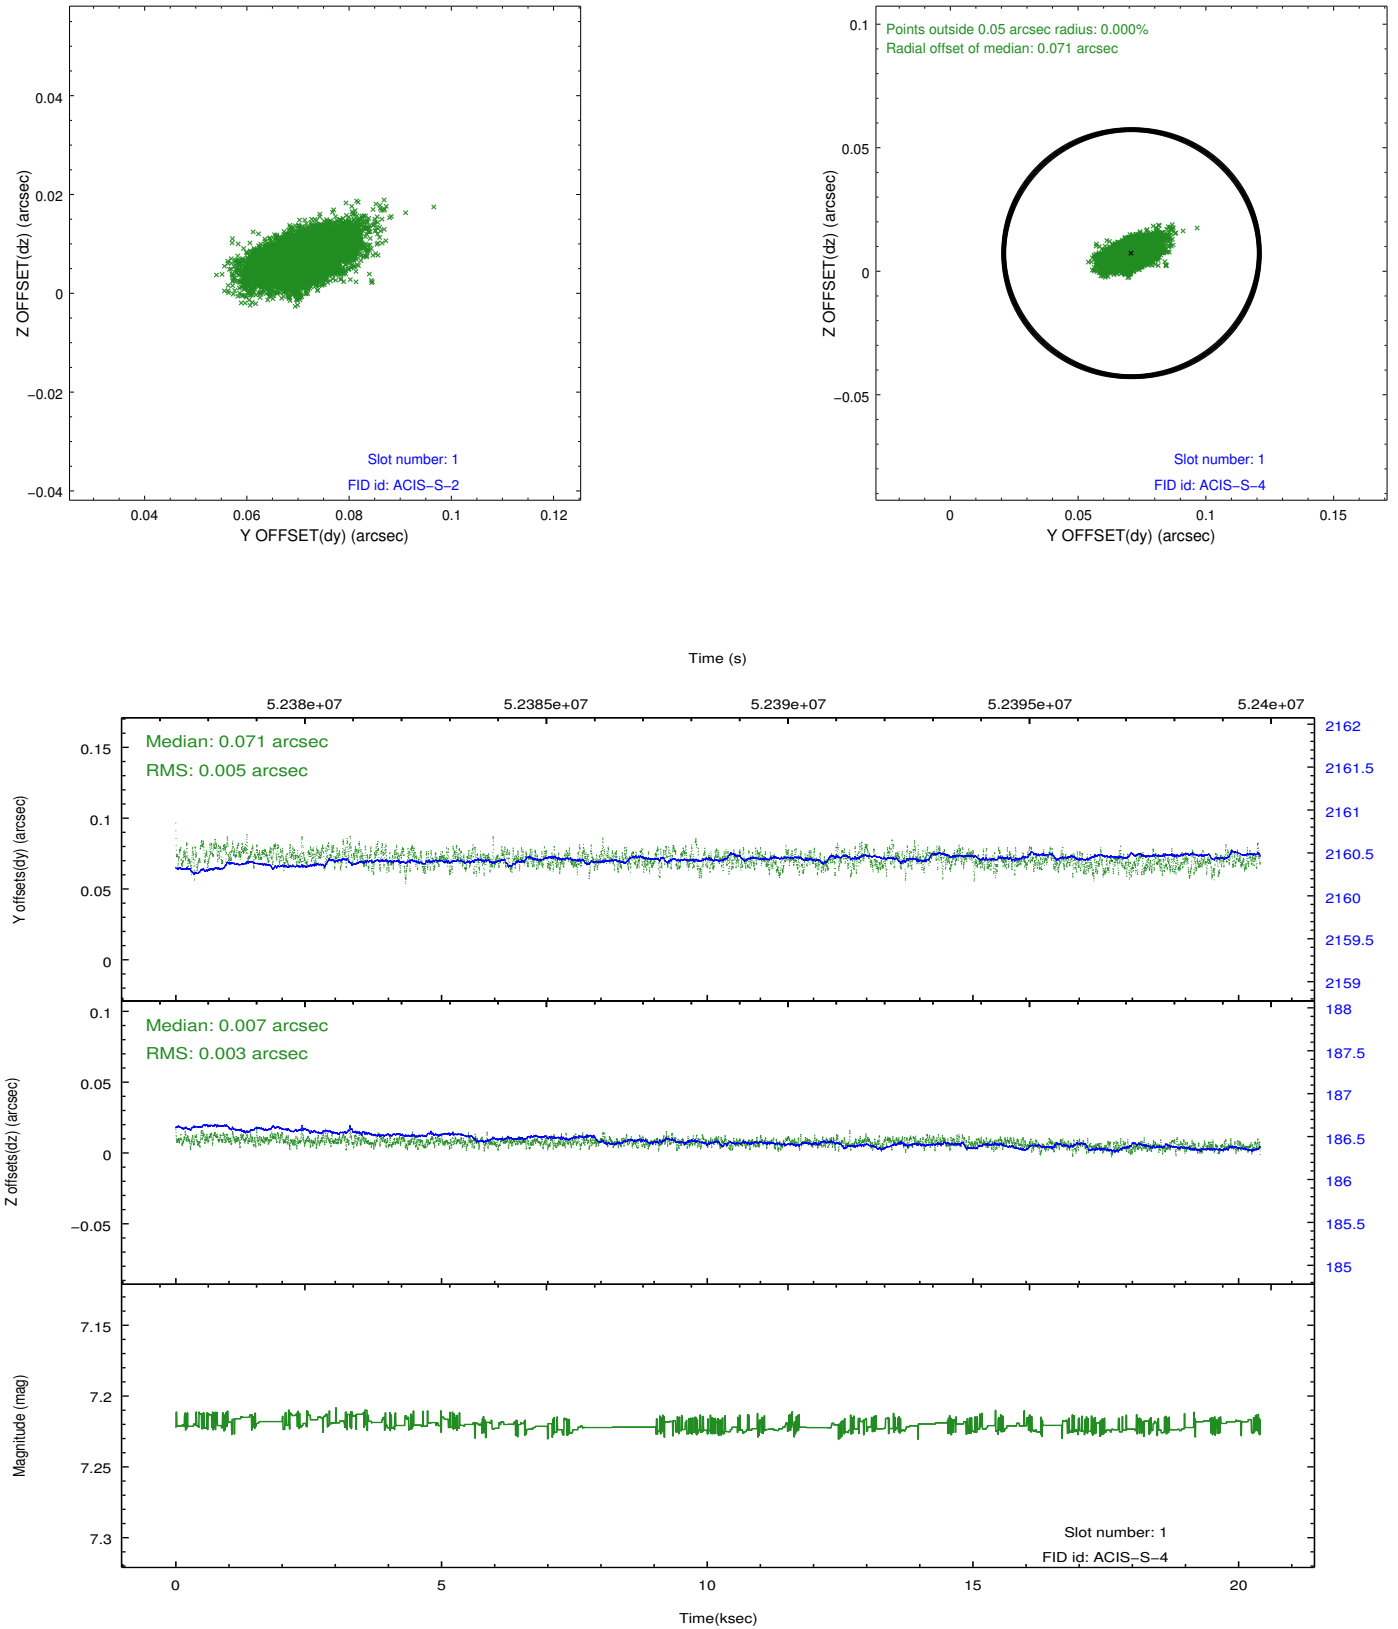 0.04
0.02
0
−0.02
−0.04
Z OFFSET(dz) (arcsec)
Slot number: 1
FID id: ACIS−S−2
0.04 0.06 0.08 0.1 0.12
Y OFFSET(dy) (arcsec)
Points outside 0.05 arcsec radius: 0.000%
Radial offset of median: 0.071 arcsec
0.1
0.05
0
−0.05
Z OFFSET(dz) (arcsec)
Slot number: 1
FID id: ACIS−S−4
0 0.05 0.1 0.15
Y OFFSET(dy) (arcsec)
Time (s)
5.238e+07 5.2385e+07 5.239e+07 5.2395e+07 5.24e+07
Median: 0.071 arcsec
RMS: 0.005 arcsec
0.15
0.1
0.05
0
Y offsets(dy) (arcsec)
2162
2161.5
2161
2160.5
2160
2159.5
2159
Median: 0.007 arcsec
RMS: 0.003 arcsec
0.1
0.05
0
−0.05
Z offsets(dz) (arcsec)
188
187.5
187
186.5
186
185.5
185
7.15
7.2
7.25
7.3
Magnitude (mag)
Slot number: 1
FID id: ACIS−S−4
0 5 10 15 20
Time(ksec)